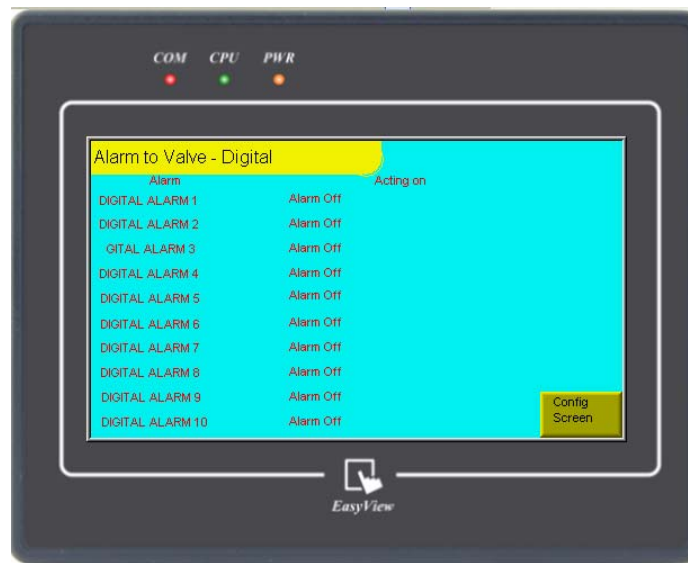 COM CPU PWR
Alarm to Valve - Digital
Alarm Acting on
DIGITAL ALARM 1 Alarm Off
DIGITAL ALARM 2 Alarm Off
GITAL ALARM 3 Alarm Off
DIGITAL ALARM 4 Alarm Off
DIGITAL ALARM 5 Alarm Off
DIGITAL ALARM 6 Alarm Off
DIGITAL ALARM 7 Alarm Off
DIGITAL ALARM 8 Alarm Off
DIGITAL ALARM 9 Alarm Off
DIGITAL ALARM 10 Alarm Off
Config
Screen
EasyView